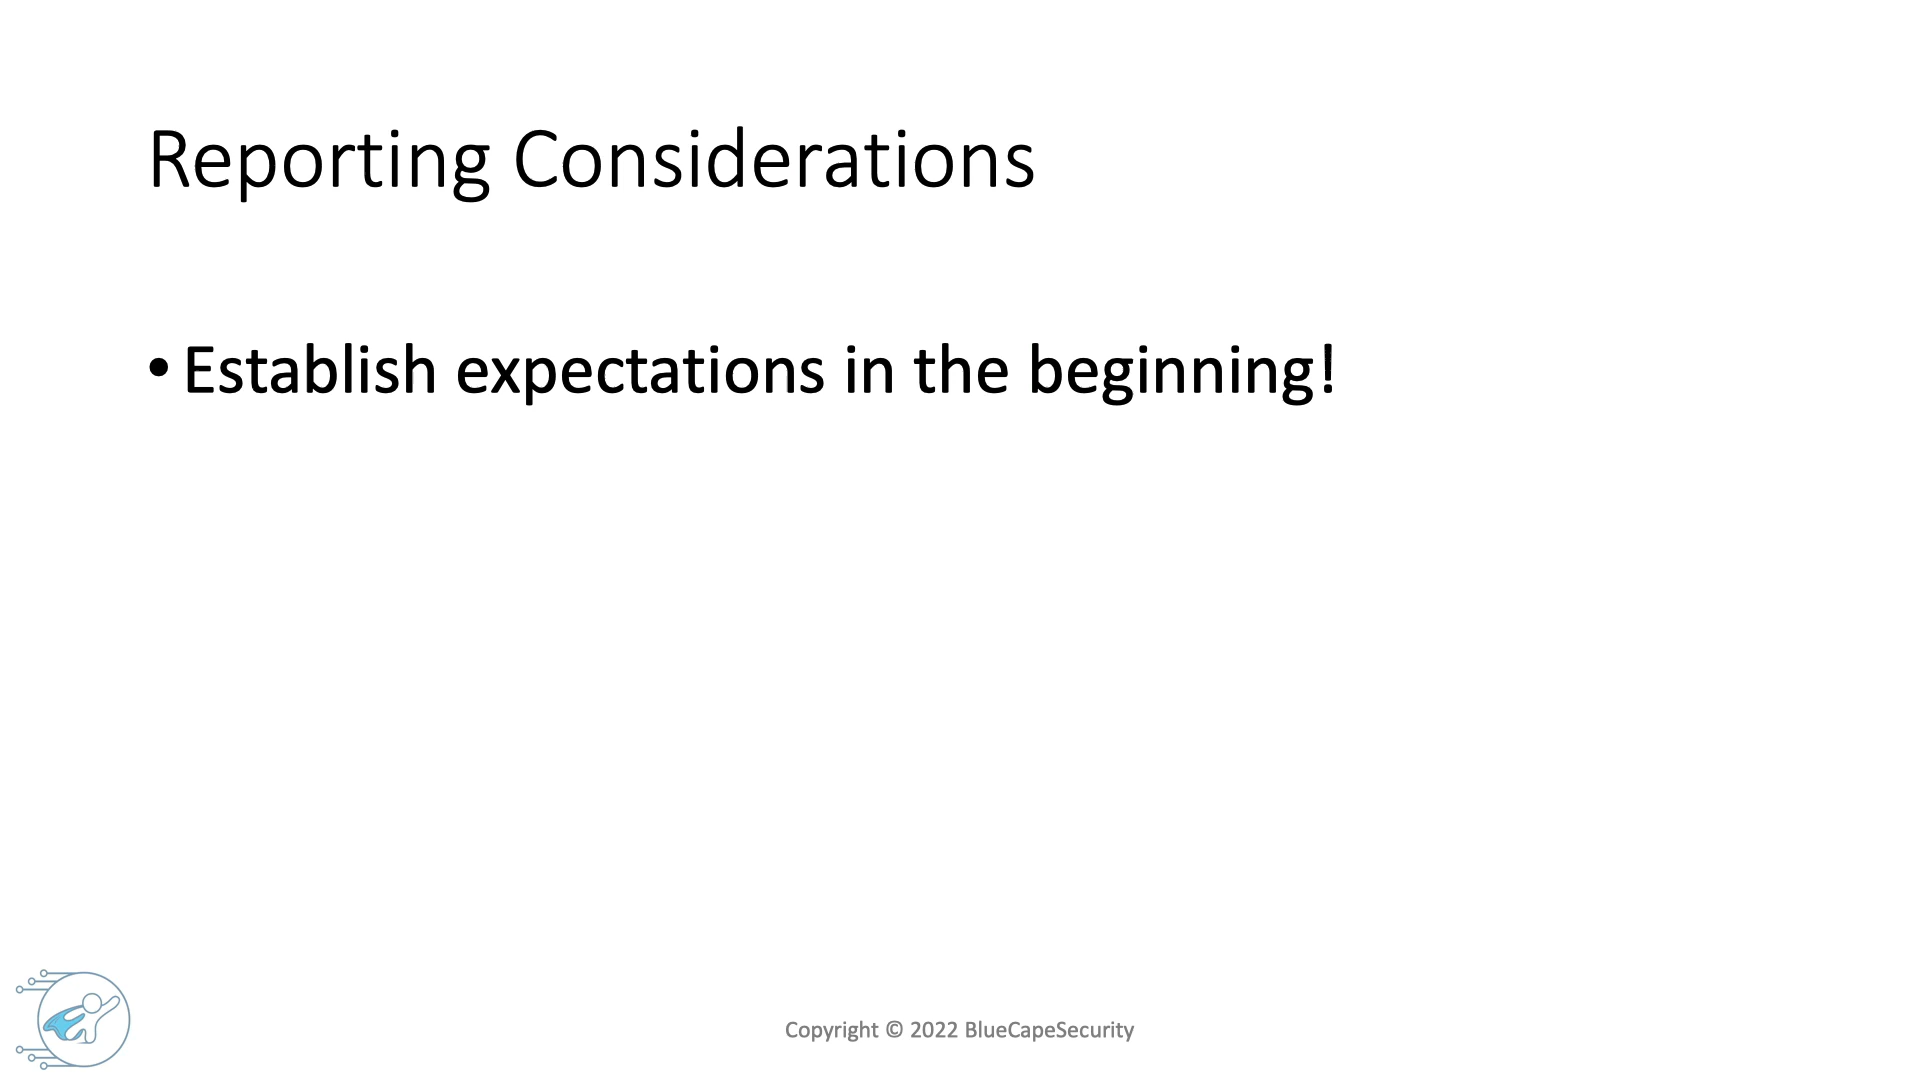 Reporting Considerations
• Establish expectations in the beginning!
Copyright © 2022 BlueCapeSecurity